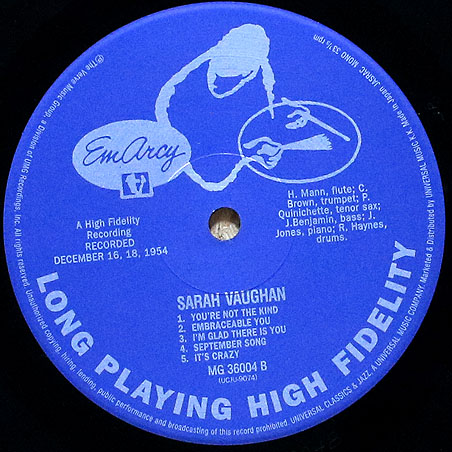 EmArcy
A High Fidelity
Recording
RECORDED
DECEMBER 16, 18, 1954
H. Mann, flute; C.
Brown, trumpet; P.
Quinichette, tenor sax;
J.Benjamin, bass; J.
Jones, piano; R. Haynes,
drums.
SARAH VAUGHAN
1. YOU'RE NOT THE KIND
2. EMBRACEABLE YOU
3. I'M GLAD THERE IS YOU
4. SEPTEMBER SONG
5. IT'S CRAZY
MG 36004 B
(UCJU-9074)
LONG PLAYING HIGH FIDELITY
℗The Verve Music Group, a Division of UMG Recordings, Inc. All rights reserved. Unauthorized copying, hiring, lending, public performance and broadcasting of this record prohibited. UNIVERSAL CLASSICS & JAZZ, A UNIVERSAL MUSIC COMPANY. Marketed & Distributed by UNIVERSAL MUSIC K.K. Made in Japan JASRAC MONO 33 ⅓ rpm